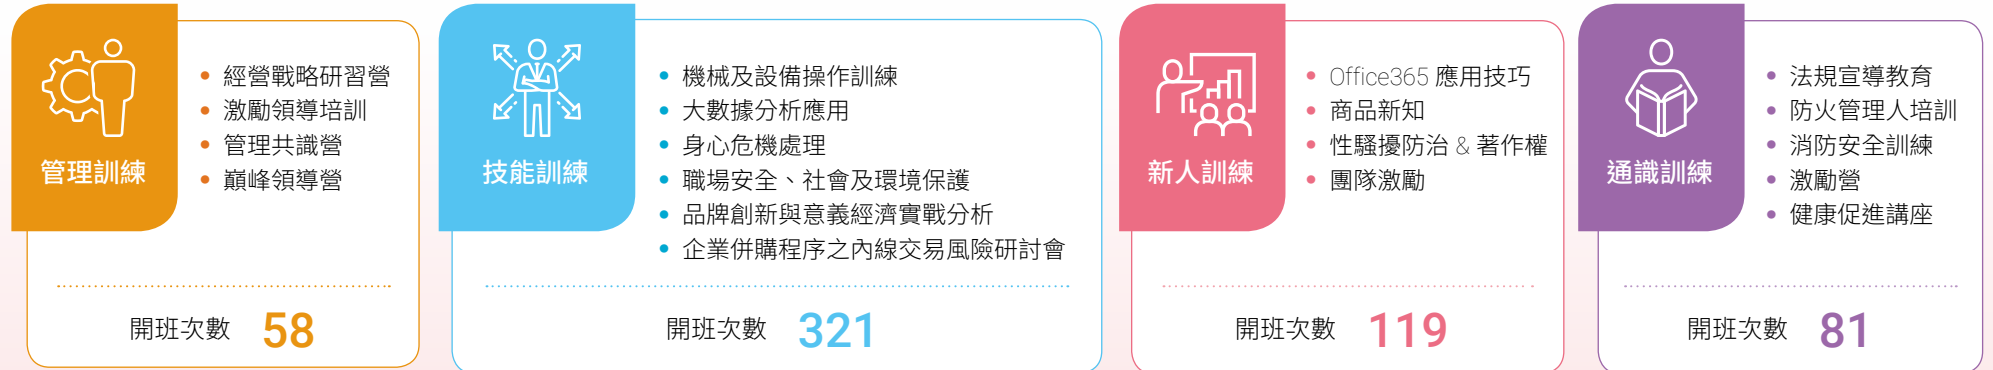 管理訓練
經營戰略研習營
激勵領導培訓
管理共識營
巔峰領導營
開班次數 58
技能訓練
機械及設備操作訓練
大數據分析應用
身心危機處理
職場安全、社會及環境保護
品牌創新與意義經濟實戰分析
企業併購程序之內線交易風險研討會
開班次數 321
新人訓練
Office365 應用技巧
商品新知
性騷擾防治 & 著作權
團隊激勵
開班次數 119
通識訓練
法規宣導教育
防火管理人培訓
消防安全訓練
激勵營
健康促進講座
開班次數 81